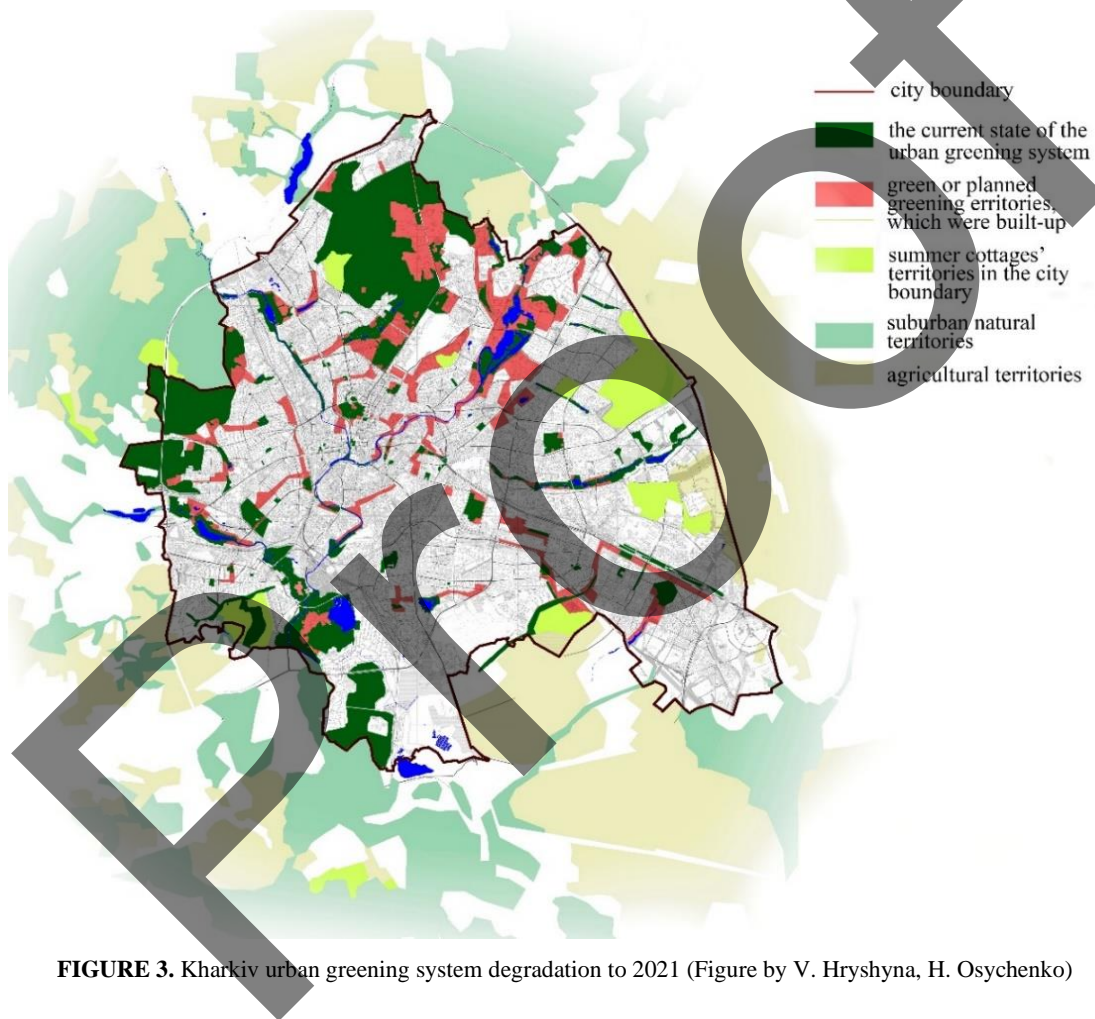 city boundary
the current state of the
urban greening system
green or planned
greening erritories,
which were built-up
summer cottages'
territories in the city
boundary
suburban natural
territories
agricultural territories
FIGURE 3. Kharkiv urban greening system degradation to 2021 (Figure by V. Hryshyna, H. Osychenko)